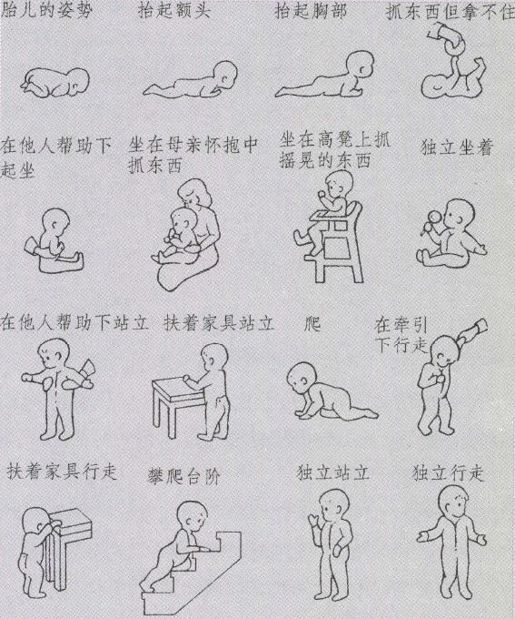 胎儿的姿势
抬起额头
抬起胸部
抓东西但拿不住
在他人帮助下
起坐
坐在母亲怀抱中
抓东西
坐在高凳上抓
摇晃的东西
独立坐着
在他人帮助下站立
扶着家具站立
爬
在牵引
下行走
扶着家具行走
攀爬台阶
独立站立
独立行走